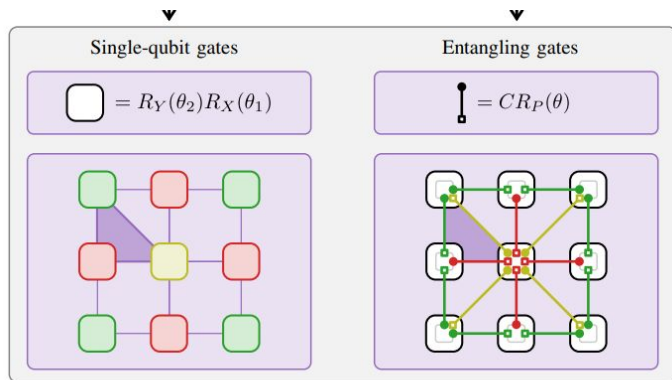 Single-qubit gates
Entangling gates
= R_Y(θ_2)R_X(θ_1)
= CR_P(θ)